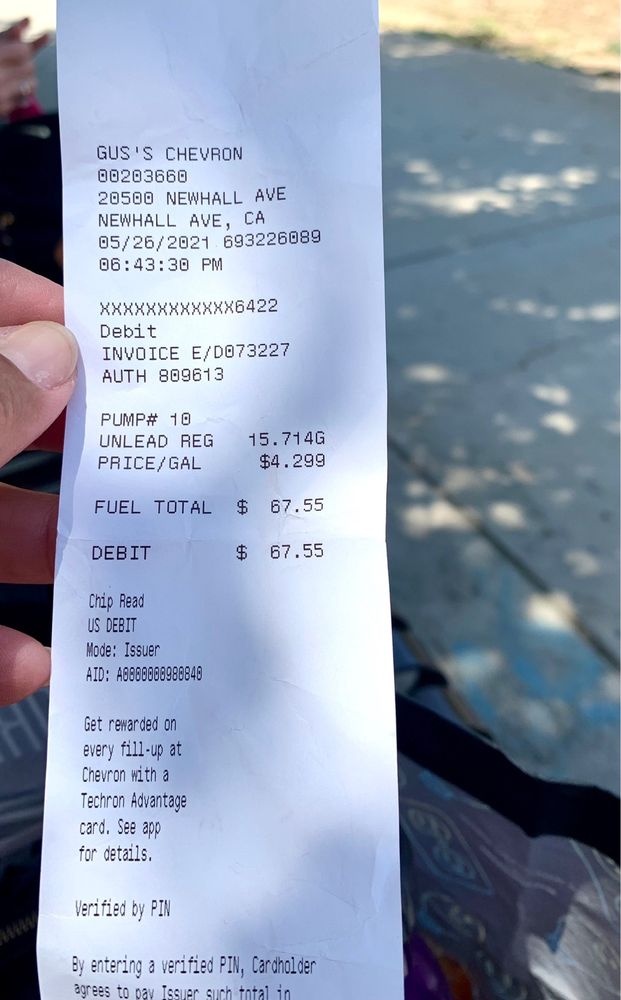 GUS'S CHEVRON
00203660
20500 NEWHALL AVE
NEWHALL AVE, CA
05/26/2021 693226089
06:43:30 PM
XXXXXXXXXXXX6422
Debit
INVOICE E/D073227
AUTH 809613
PUMP# 10
UNLEAD REG 15.714G
PRICE/GAL $4.299
FUEL TOTAL $ 67.55
DEBIT $ 67.55
Chip Read
US DEBIT
Mode: Issuer
AID: A0000000980840
Get rewarded on
every fill-up at
Chevron with a
Techron Advantage
card. See app
for details.
Verified by PIN
By entering a verified PIN, Cardholder
agrees to pay Issuer such total in